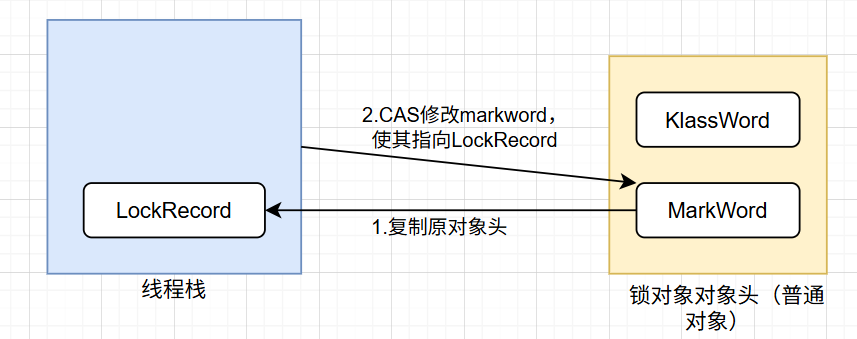 2.CAS修改markword，
使其指向LockRecord
KlassWord
LockRecord
MarkWord
1.复制原对象头
线程栈
锁对象对象头（普通
对象）